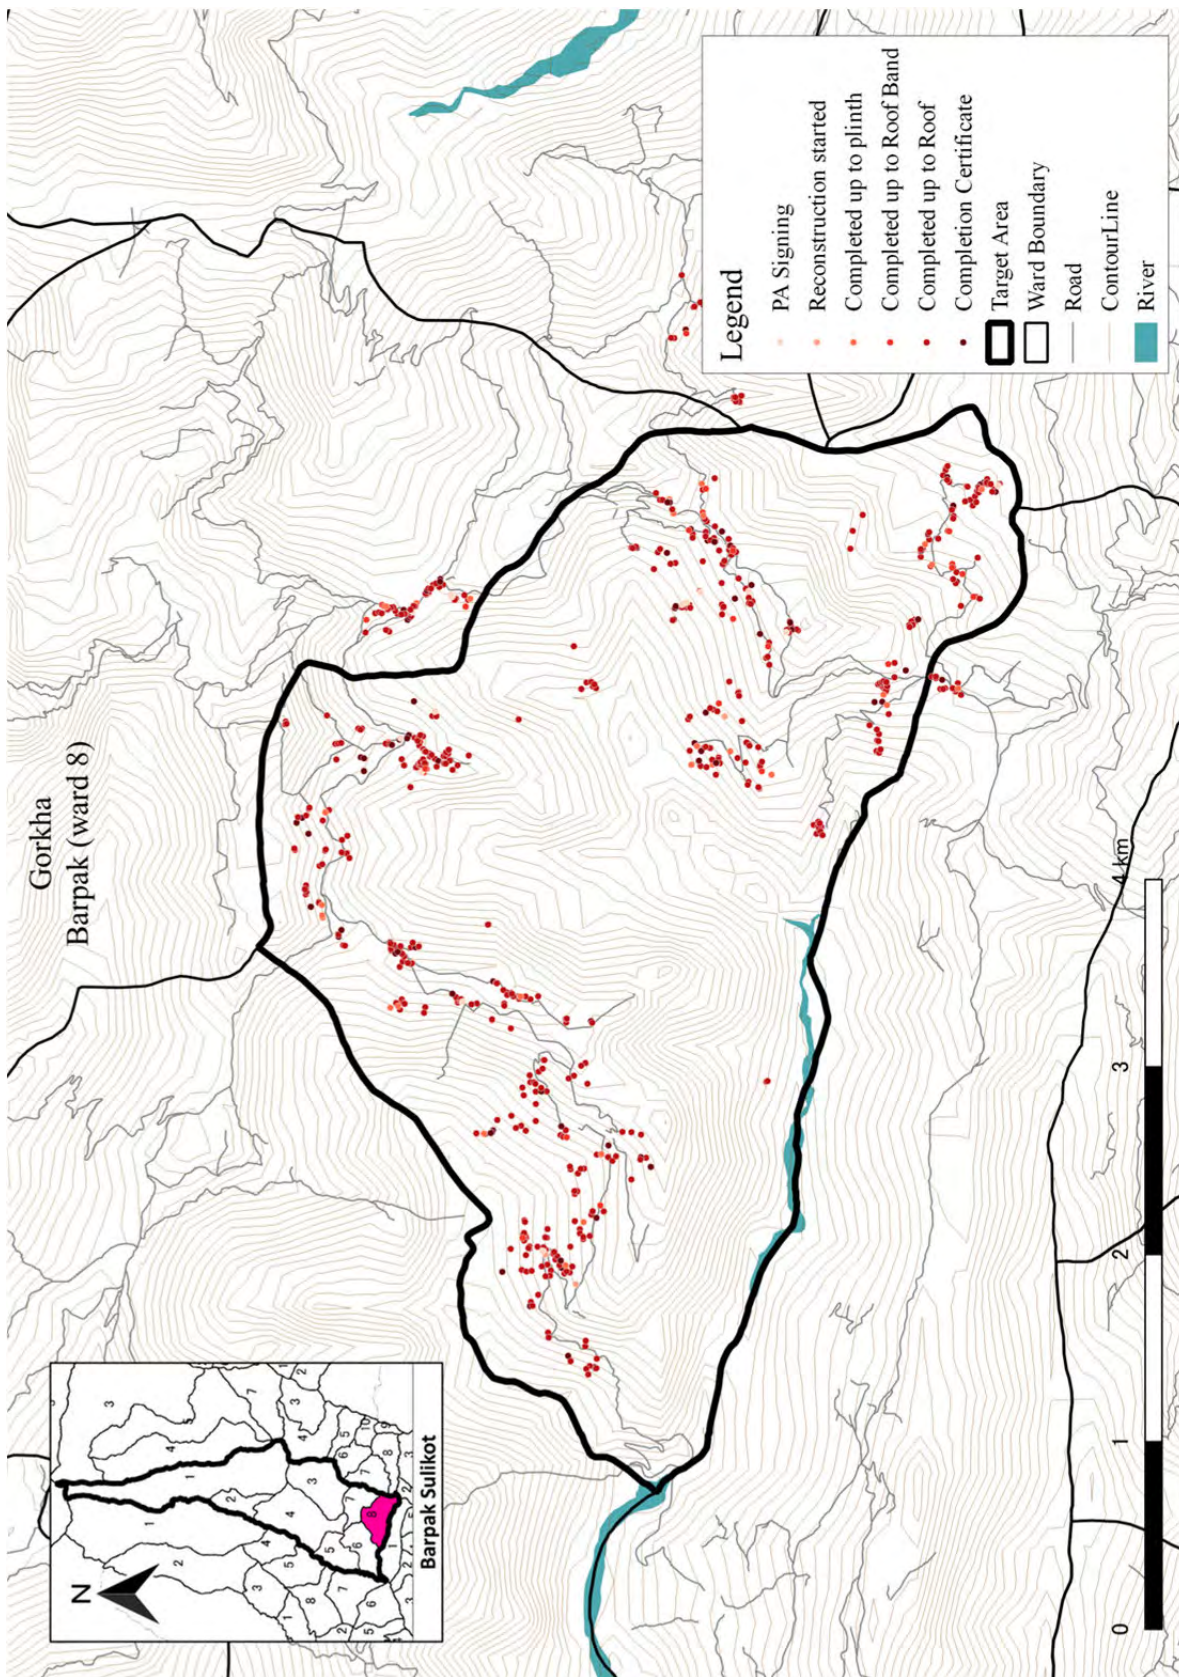 Gorkha
Barpak (ward 8)
N
Barpak Sulikot
Legend
PA Signing
Reconstruction started
Completed up to plinth
Completed up to Roof Band
Completed up to Roof
Completion Certificate
Target Area
Ward Boundary
Road
ContourLine
River
0
1
2
3
4 km